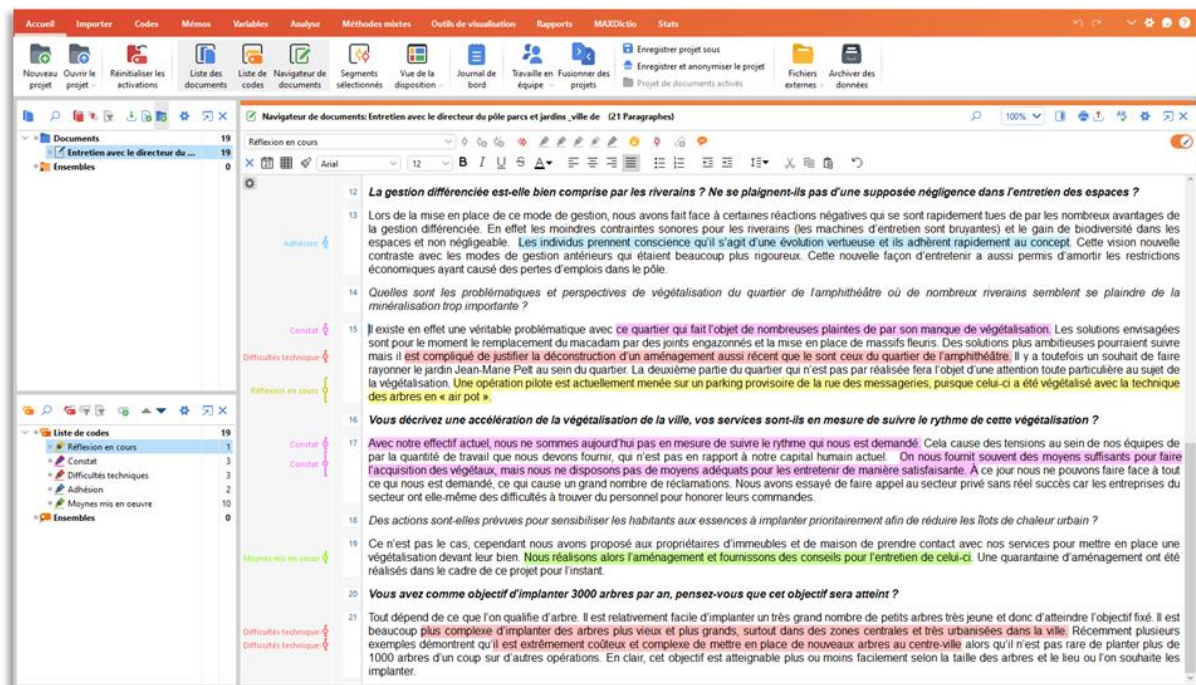 Accueil Importer Codes Mémos Variables Analyse Méthodes mixtes Outils de visualisation Rapports MAXDictio Stats
Nouveau projet
Ouvrir le projet
Réinitialiser les activations
Liste des documents
Liste de codes
Navigateur de documents
Segments sélectionnés
Vue de la disposition
Journal de bord
Travaille en équipe
Fusionner des projets
Enregistrer projet sous
Enregistrer et anonymiser le projet
Projet de documents activés
Fichiers externes
Archiver des données
Documents 19
Entretien avec le directeur du ... 19
Ensembles 0
Liste de codes 19
Réflexion en cours 1
Constat 3
Difficultés techniques 3
Adhésion 2
Moynes mis en oeuvre 10
Ensembles 0
Navigateur de documents: Entretien avec le directeur du pôle parcs et jardins _ville de (21 Paragraphes)
100%
Réflexion en cours
Arial 12 B I U S A
12 La gestion différenciée est-elle bien comprise par les riverains ? Ne se plaignent-ils pas d'une supposée négligence dans l'entretien des espaces ?
13 Lors de la mise en place de ce mode de gestion, nous avons fait face à certaines réactions négatives qui se sont rapidement tues de par les nombreux avantages de
la gestion différenciée. En effet les moindres contraintes sonores pour les riverains (les machines d'entretien sont bruyantes) et le gain de biodiversité dans les
Adhésion
espaces et non négligeable. Les individus prennent conscience qu'il s'agit d'une évolution vertueuse et ils adhèrent rapidement au concept. Cette vision nouvelle
contraste avec les modes de gestion antérieurs qui étaient beaucoup plus rigoureux. Cette nouvelle façon d'entretenir a aussi permis d'amortir les restrictions
économiques ayant causé des pertes d'emplois dans le pôle.
14 Quelles sont les problématiques et perspectives de végétalisation du quartier de l'amphithéâtre où de nombreux riverains semblent se plaindre de la
minéralisation trop importante ?
Constat
15 Il existe en effet une véritable problématique avec ce quartier qui fait l'objet de nombreuses plaintes de par son manque de végétalisation. Les solutions envisagées
sont pour le moment le remplacement du macadam par des joints engazonnés et la mise en place de massifs fleuris. Des solutions plus ambitieuses pourraient suivre
Difficultés technique
mais il est compliqué de justifier la déconstruction d'un aménagement aussi récent que le sont ceux du quartier de l'amphithéâtre. Il y a toutefois un souhait de faire
rayonner le jardin Jean-Marie Pelt au sein du quartier. La deuxième partie du quartier qui n'est pas par réalisée fera l'objet d'une attention toute particulière au sujet de
Réflexion en cours
la végétalisation. Une opération pilote est actuellement menée sur un parking provisoire de la rue des messageries, puisque celui-ci a été végétalisé avec la technique
des arbres en « air pot ».
16 Vous décrivez une accélération de la végétalisation de la ville, vos services sont-ils en mesure de suivre le rythme de cette végétalisation ?
Constat
17 Avec notre effectif actuel, nous ne sommes aujourd'hui pas en mesure de suivre le rythme qui nous est demandé. Cela cause des tensions au sein de nos équipes de
Constat
par la quantité de travail que nous devons fournir, qui n'est pas en rapport à notre capital humain actuel. On nous fournit souvent des moyens suffisants pour faire
l'acquisition des végétaux, mais nous ne disposons pas de moyens adéquats pour les entretenir de manière satisfaisante. À ce jour nous ne pouvons faire face à tout
ce qui nous est demandé, ce qui cause un grand nombre de réclamations. Nous avons essayé de faire appel au secteur privé sans réel succès car les entreprises du
secteur ont elle-même des difficultés à trouver du personnel pour honorer leurs commandes.
18 Des actions sont-elles prévues pour sensibiliser les habitants aux essences à implanter prioritairement afin de réduire les îlots de chaleur urbain ?
19 Ce n'est pas le cas, cependant nous avons proposé aux propriétaires d'immeubles et de maison de prendre contact avec nos services pour mettre en place une
Moynes mis en oeuvr
végétalisation devant leur bien. Nous réalisons alors l'aménagement et fournissons des conseils pour l'entretien de celui-ci. Une quarantaine d'aménagement ont été
réalisés dans le cadre de ce projet pour l'instant.
20 Vous avez comme objectif d'implanter 3000 arbres par an, pensez-vous que cet objectif sera atteint ?
21 Tout dépend de ce que l'on qualifie d'arbre. Il est relativement facile d'implanter un très grand nombre de petits arbres très jeune et donc d'atteindre l'objectif fixé. Il est
Difficultés technique
beaucoup plus complexe d'implanter des arbres plus vieux et plus grands, surtout dans des zones centrales et très urbanisées dans la ville. Récemment plusieurs
Difficultés technique
exemples démontrent qu'il est extrêmement coûteux et complexe de mettre en place de nouveaux arbres au centre-ville alors qu'il n'est pas rare de planter plus de
1000 arbres d'un coup sur d'autres opérations. En clair, cet objectif est atteignable plus ou moins facilement selon la taille des arbres et le lieu ou l'on souhaite les
implanter.